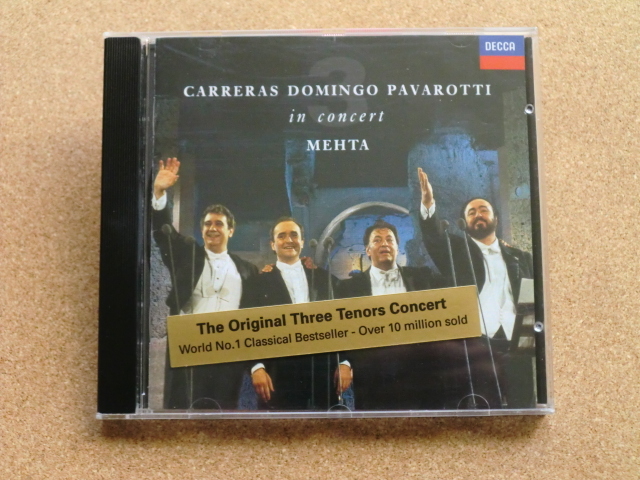 DECCA
3
CARRERAS DOMINGO PAVAROTTI
in concert
MEHTA
The Original Three Tenors Concert
World No.1 Classical Bestseller - Over 10 million sold